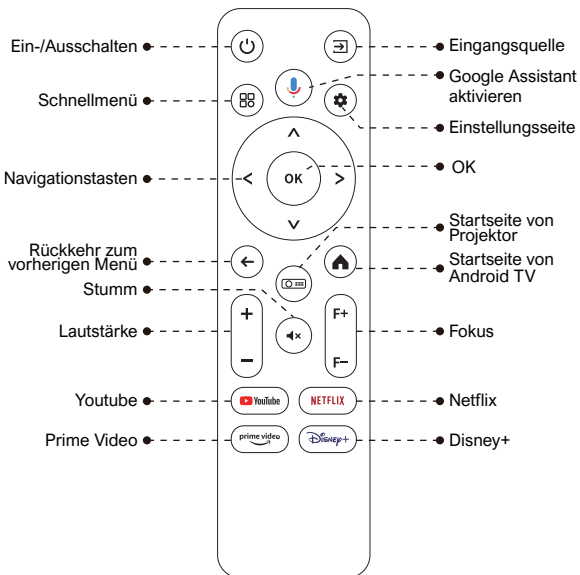 Ein-/Ausschalten
Eingangsquelle
Google Assistant
aktivieren
Schnellmenü
Einstellungsseite
OK
OK
Navigationstasten
Startseite von
Projektor
Rückkehr zum
vorherigen Menü
Startseite von
Android TV
Stumm
Lautstärke
+
−
F+
F−
Fokus
Youtube
YouTube
NETFLIX
Netflix
Prime Video
prime video
Disney+
Disney+